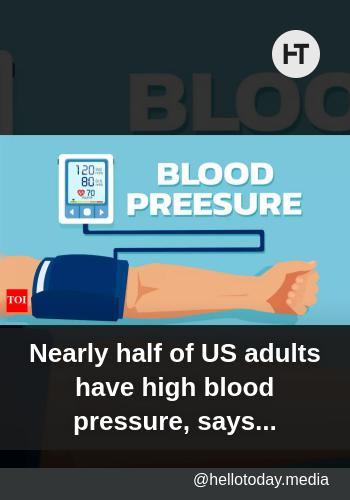 HT
BLOO
BLOOD
PREESURE
120
80
70
TOI
Nearly half of US adults
have high blood
pressure, says...
@hellotoday.media